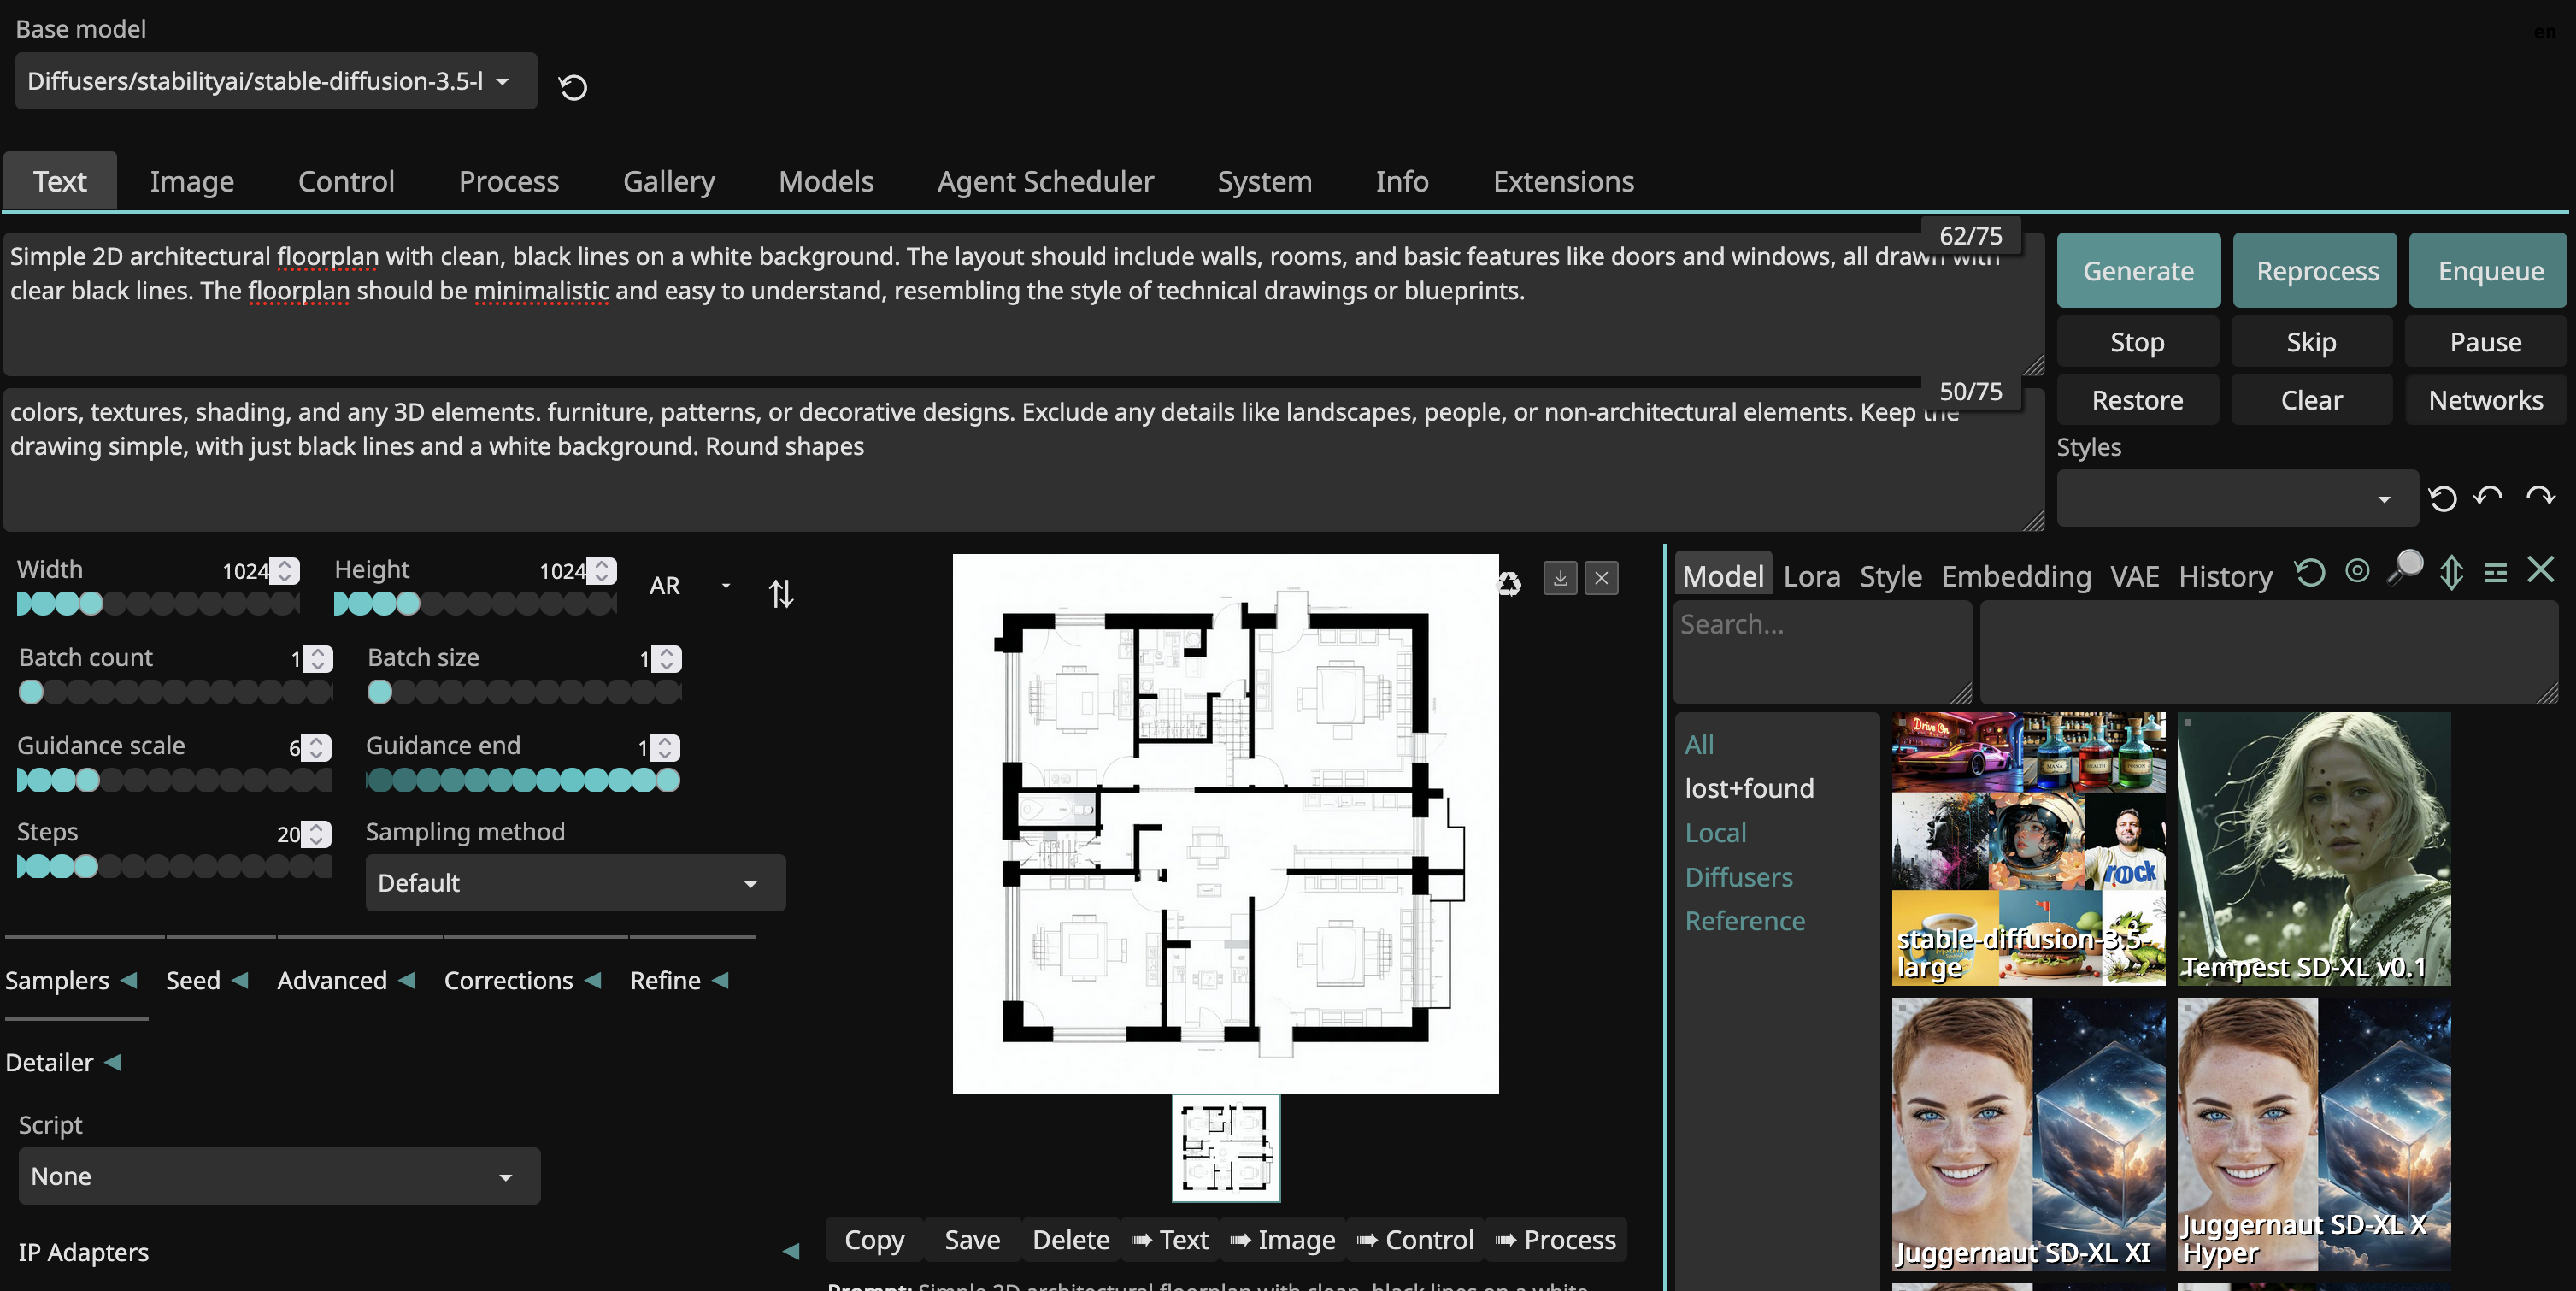 Base model
en
Diffusers/stabilityai/stable-diffusion-3.5-l
Text Image Control Process Gallery Models Agent Scheduler System Info Extensions
62/75
Simple 2D architectural floorplan with clean, black lines on a white background. The layout should include walls, rooms, and basic features like doors and windows, all drawn with
clear black lines. The floorplan should be minimalistic and easy to understand, resembling the style of technical drawings or blueprints.
Generate Reprocess Enqueue
Stop Skip Pause
50/75
colors, textures, shading, and any 3D elements. furniture, patterns, or decorative designs. Exclude any details like landscapes, people, or non-architectural elements. Keep the
drawing simple, with just black lines and a white background. Round shapes
Restore Clear Networks
Styles
Width 1024 Height 1024 AR
Batch count 1 Batch size 1
Guidance scale 6 Guidance end 1
Steps 20 Sampling method
Default
Samplers Seed Advanced Corrections Refine
Detailer
Script
None
IP Adapters
Copy Save Delete ➠ Text ➠ Image ➠ Control ➠ Process
Prompt: Simple 2D architectural floorplan with clean, black lines on a white
Model Lora Style Embedding VAE History
Search...
All
lost+found
Local
Diffusers
Reference
Drive On
MANA HEALTH POISON
rock
stable-diffusion-3.5-
large
Tempest SD-XL v0.1
Juggernaut SD-XL XI
Juggernaut SD-XL X
Hyper